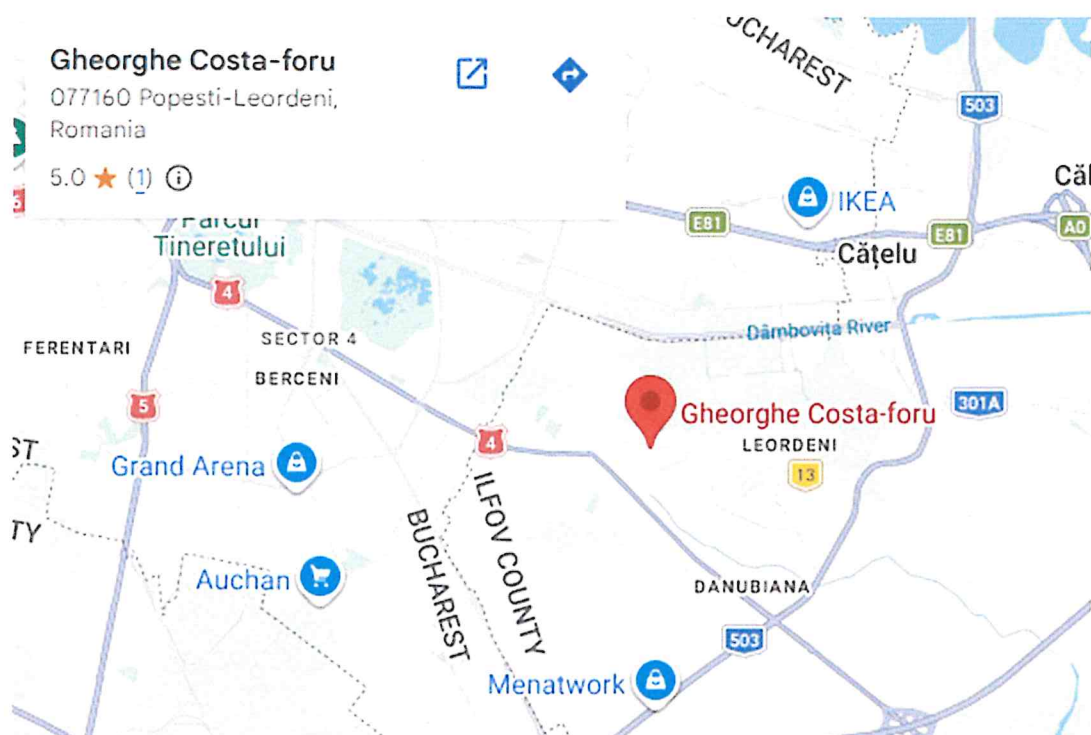 Gheorghe Costa-foru
077160 Popesti-Leordeni,
Romania
5.0 ★ (1)
BUCHAREST
503
IKEA
E81
E81
A0
Cățelu
Parcul
Tineretului
4
SECTOR 4
FERENTARI
BERCENI
Dâmbovița River
5
Gheorghe Costa-foru
301A
LEORDENI
4
13
Grand Arena
ILFOV COUNTY
BUCHAREST
Auchan
DANUBIANA
503
Menatwork